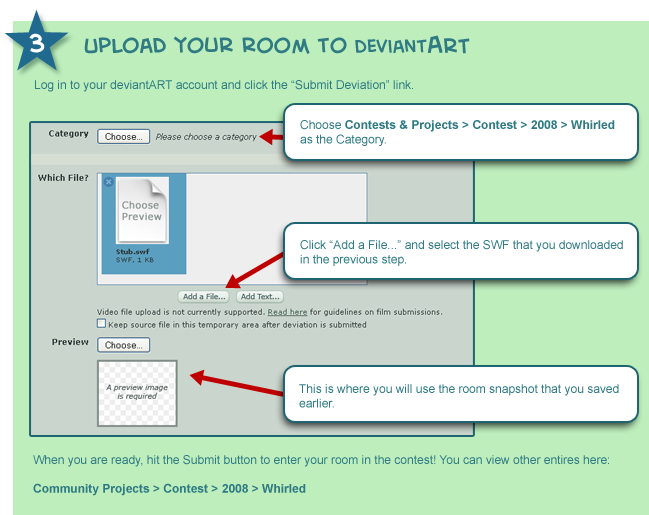 3
UPLOAD YOUR ROOM TO DEVIANTART
Log in to your deviantART account and click the “Submit Deviation” link.
Category
Choose...
Please choose a category
Choose Contests & Projects > Contest > 2008 > Whirled
as the Category.
Which File?
Choose
Preview
Stub.swf
SWF, 1 KB
Click “Add a File...” and select the SWF that you downloaded
in the previous step.
Add a File...
Add Text...
Video file upload is not currently supported. Read here for guidelines on film submissions.
Keep source file in this temporary area after deviation is submitted
Preview
Choose...
A preview image
is required
This is where you will use the room snapshot that you saved
earlier.
When you are ready, hit the Submit button to enter your room in the contest! You can view other entires here:
Community Projects > Contest > 2008 > Whirled